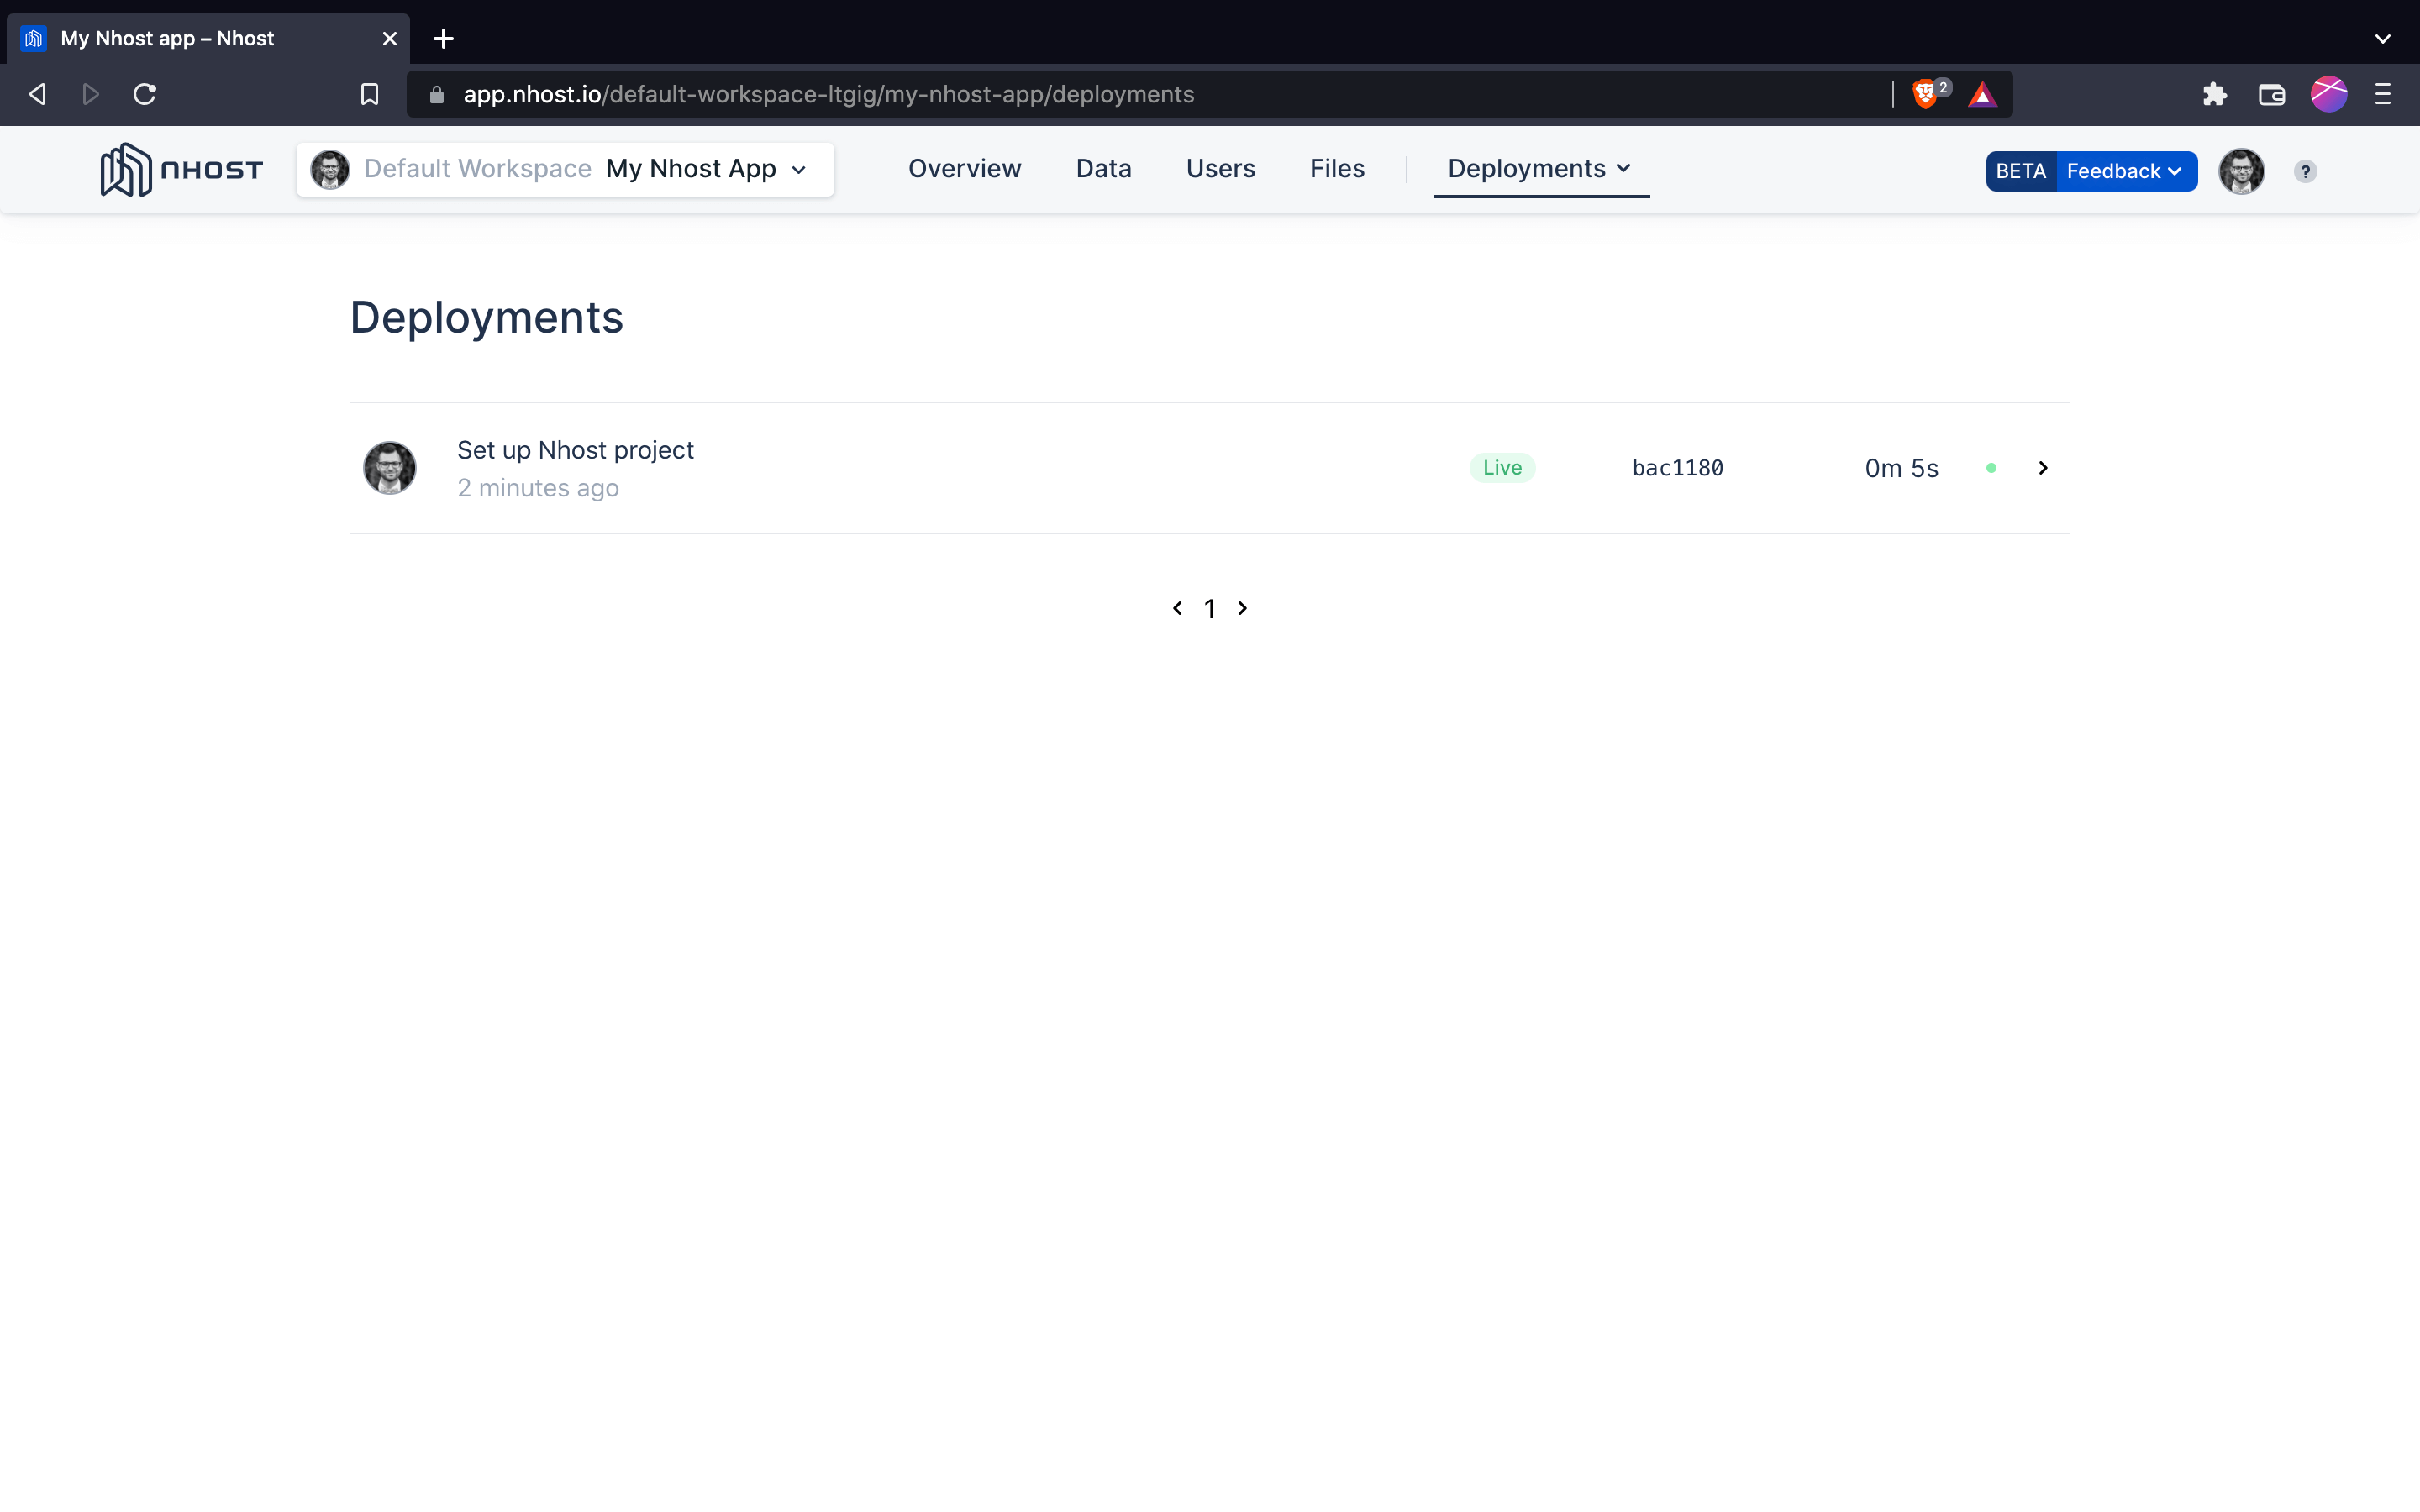 My Nhost app – Nhost
app.nhost.io/default-workspace-ltgig/my-nhost-app/deployments
2
nhost
Default Workspace My Nhost App
Overview
Data
Users
Files
Deployments
BETA Feedback
?
Deployments
Set up Nhost project
2 minutes ago
Live
bac1180
0m 5s
1